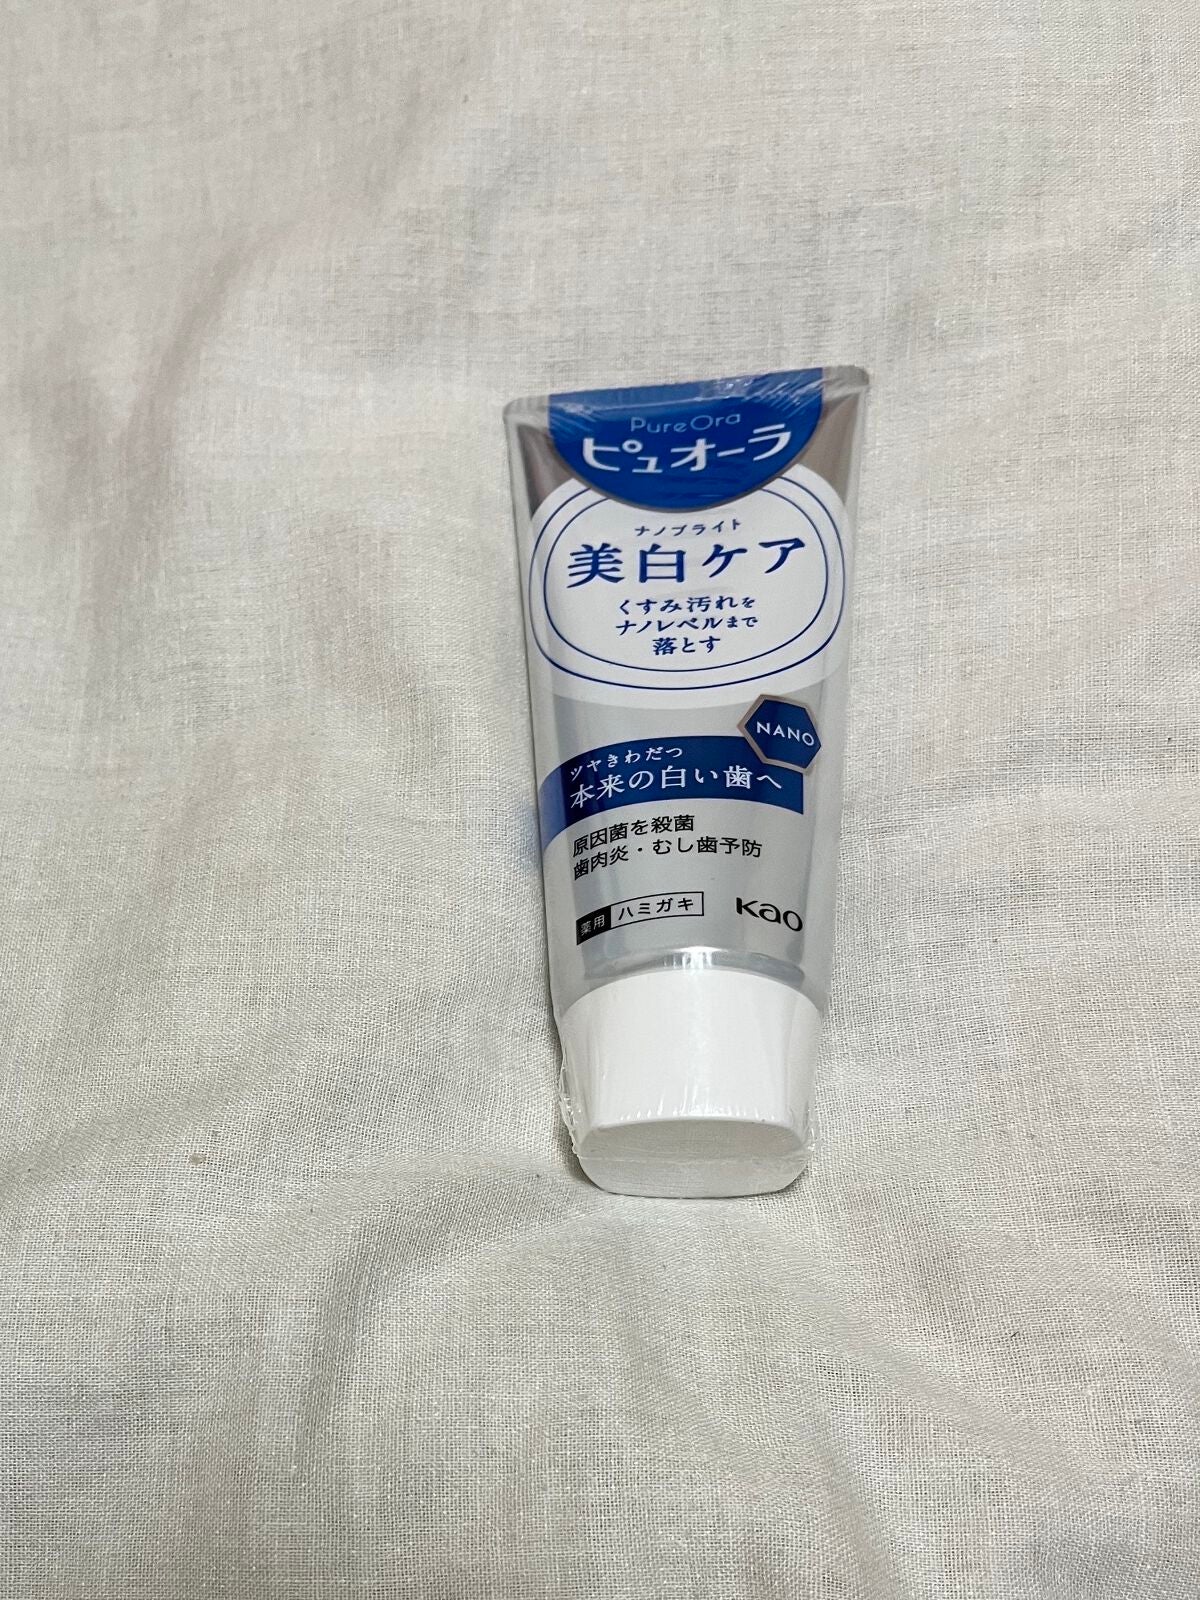 PureOra
ピュオーラ
ナノブライト
美白ケア
くすみ汚れを
ナノレベルまで
落とす
NANO
ツヤきわだつ
本来の白い歯へ
原因菌を殺菌
歯肉炎・むし歯予防
薬用 ハミガキ
Kao